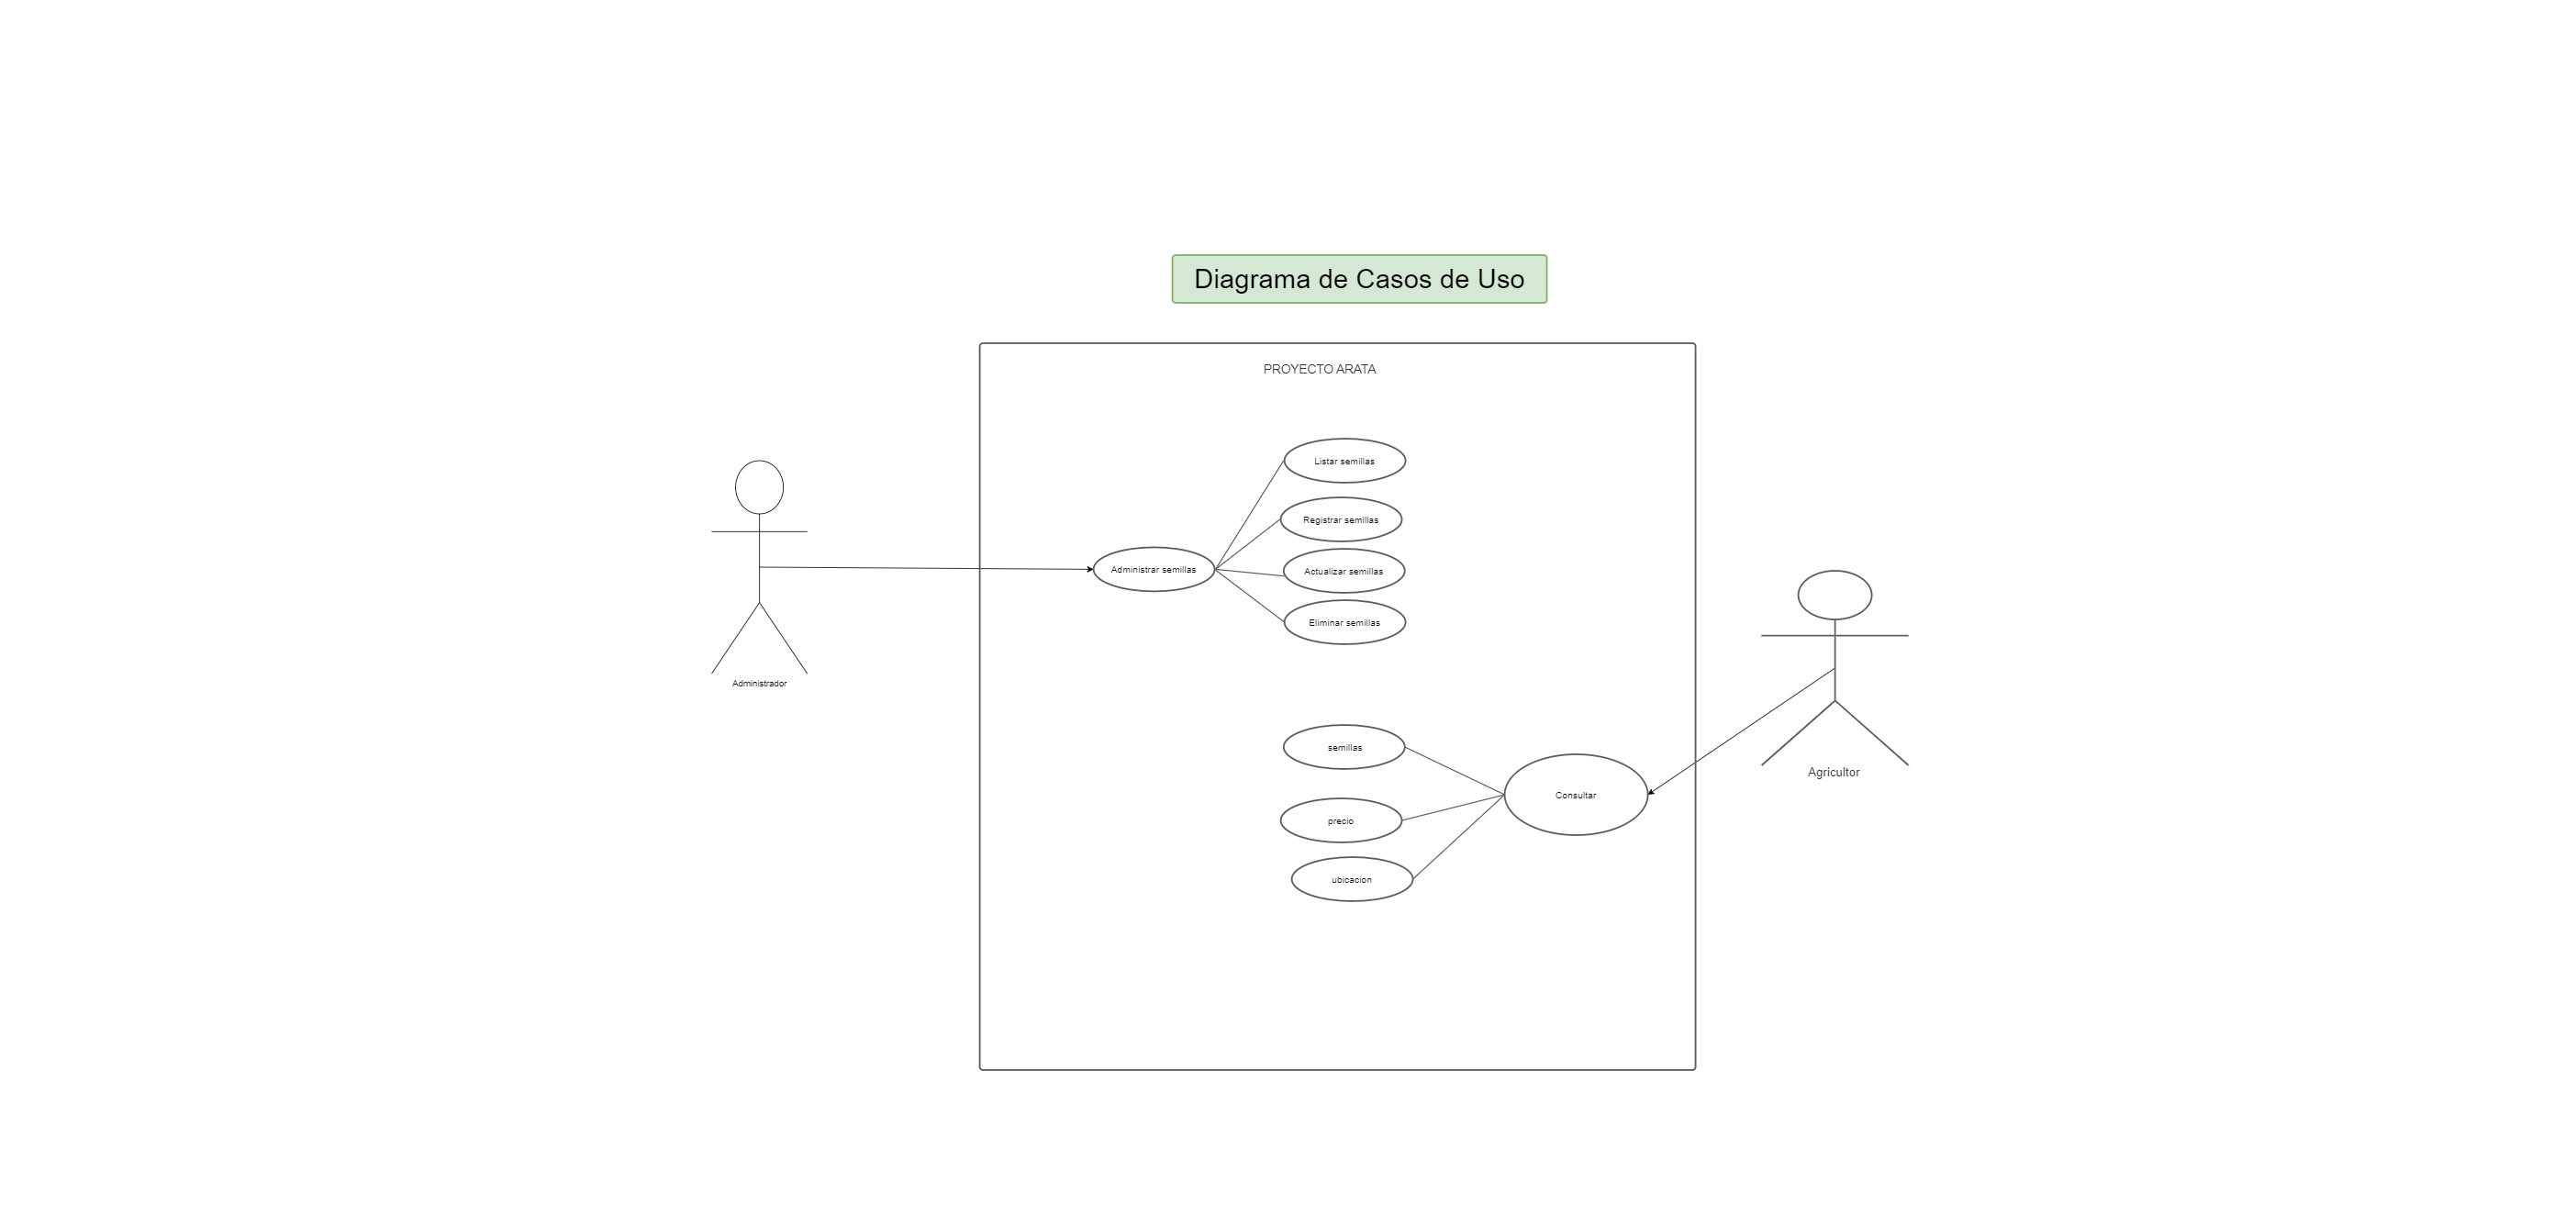 Diagrama de Casos de Uso
PROYECTO ARATA
Listar semillas
Registrar semillas
Administrar semillas
Actualizar semillas
Eliminar semillas
Administrador
semillas
Agricultor
Consultar
precio
ubicacion